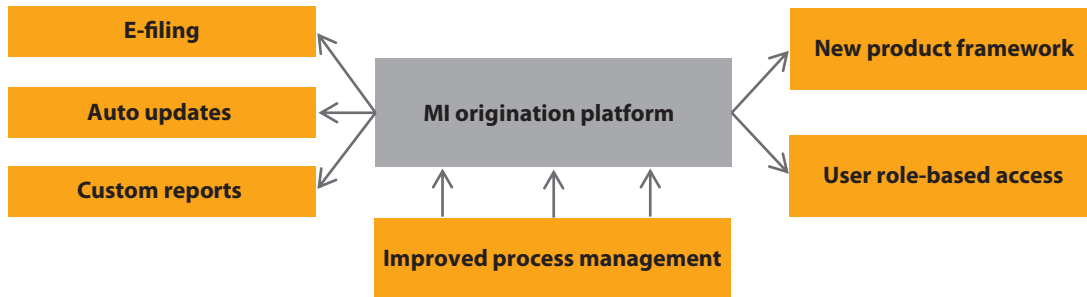 E-filing
Auto updates
Custom reports
MI origination platform
Improved process management
New product framework
User role-based access